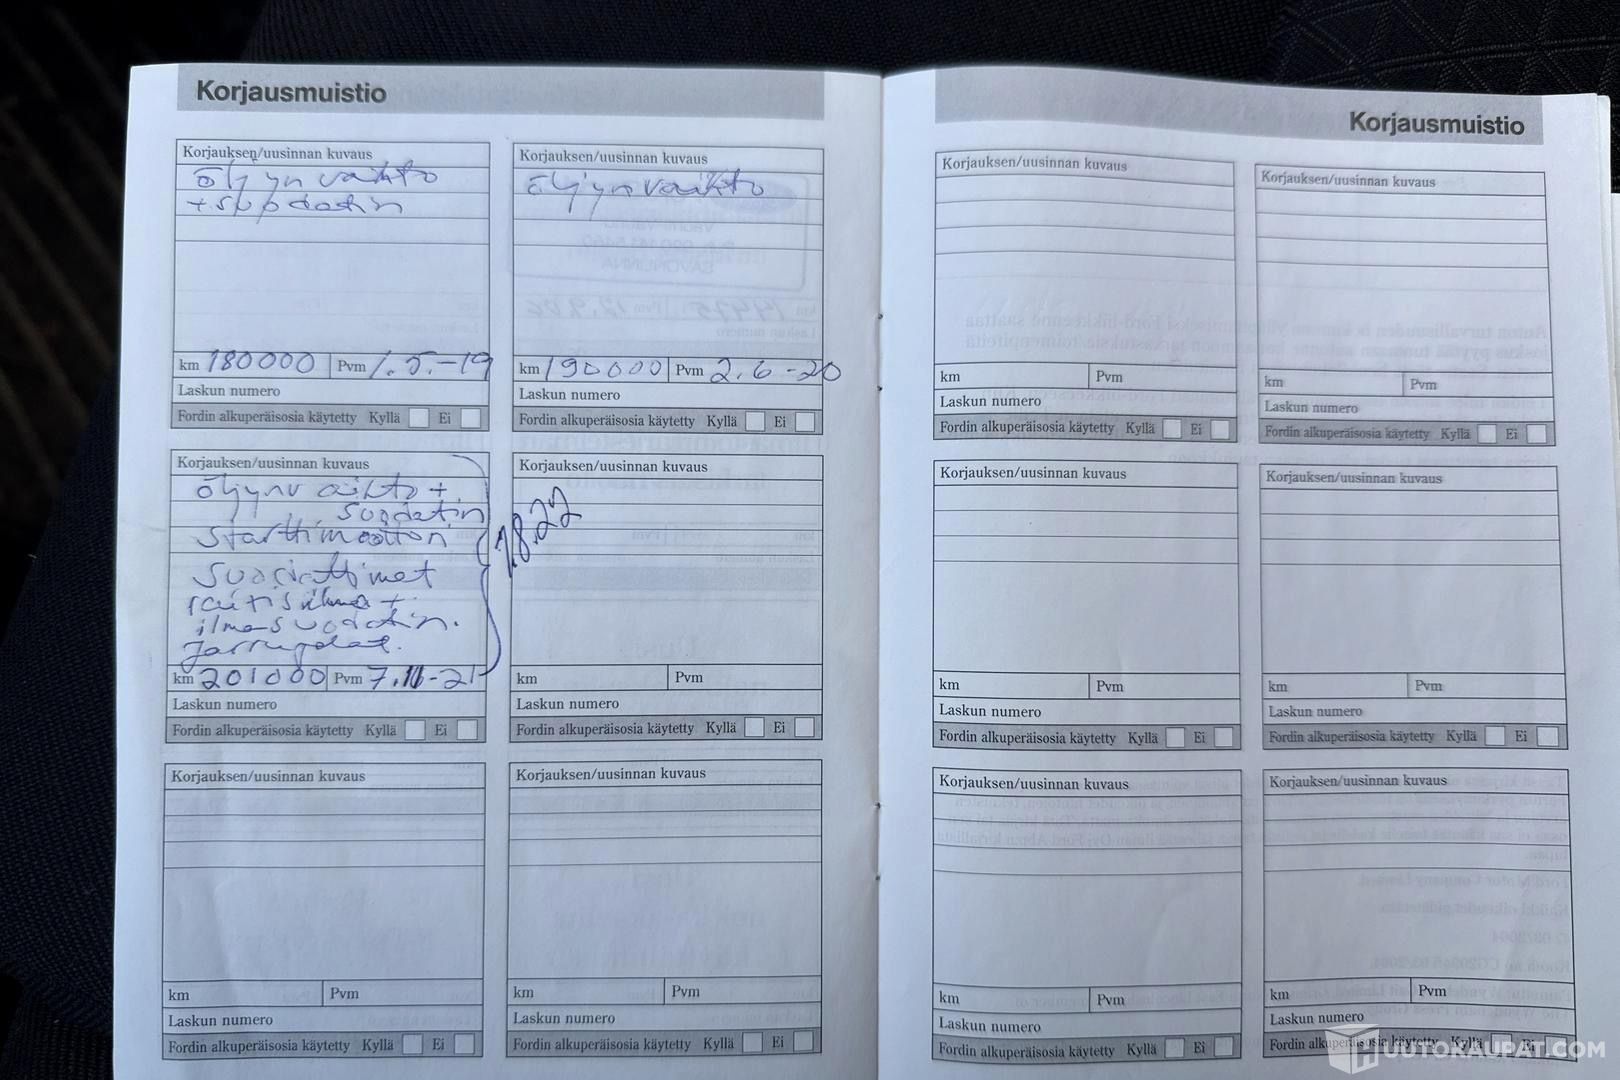 Korjausmuistio
Korjauksen/uusinnan kuvaus
öljyn vaihto
+ suodatin
km 180000 Pvm 1.5.-19
Laskun numero
Fordin alkuperäisosia käytetty Kyllä Ei
Korjauksen/uusinnan kuvaus
öljyn vaihto
km 190000 Pvm 2.6-20
Laskun numero
Fordin alkuperäisosia käytetty Kyllä Ei
Korjauksen/uusinnan kuvaus
öljynvaihto +
suodatin
starttimoottori
suodattimet
raitisilma +
ilmasuodatin.
Jarrupalat.
km 201000 Pvm 7.11-21
Laskun numero
Fordin alkuperäisosia käytetty Kyllä Ei
Korjauksen/uusinnan kuvaus
8.22
km Pvm
Laskun numero
Fordin alkuperäisosia käytetty Kyllä Ei
Korjauksen/uusinnan kuvaus
km Pvm
Laskun numero
Fordin alkuperäisosia käytetty Kyllä Ei
Korjauksen/uusinnan kuvaus
km Pvm
Laskun numero
Fordin alkuperäisosia käytetty Kyllä Ei
Korjausmuistio
Korjauksen/uusinnan kuvaus
km Pvm
Laskun numero
Fordin alkuperäisosia käytetty Kyllä Ei
Korjauksen/uusinnan kuvaus
km Pvm
Laskun numero
Fordin alkuperäisosia käytetty Kyllä Ei
Korjauksen/uusinnan kuvaus
km Pvm
Laskun numero
Fordin alkuperäisosia käytetty Kyllä Ei
Korjauksen/uusinnan kuvaus
km Pvm
Laskun numero
Fordin alkuperäisosia käytetty Kyllä Ei
Korjauksen/uusinnan kuvaus
km Pvm
Laskun numero
Fordin alkuperäisosia käytetty Kyllä Ei
Korjauksen/uusinnan kuvaus
km Pvm
Laskun numero
Fordin alkuperäisosia käytetty Kyllä Ei
HUUTOKAUPAT.COM